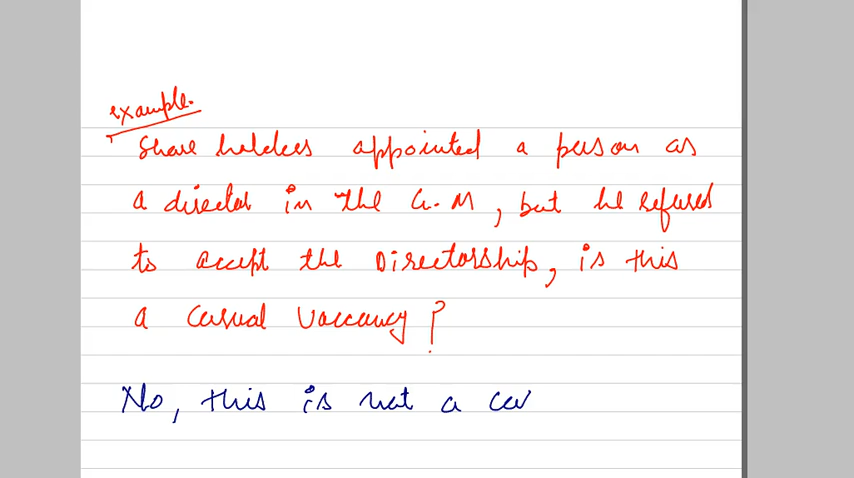 example.
Share holders appointed a person as
a director in the G.M, but he refused
to accept the Directorship, is this
a casual vaccancy?
No, this is not a cas